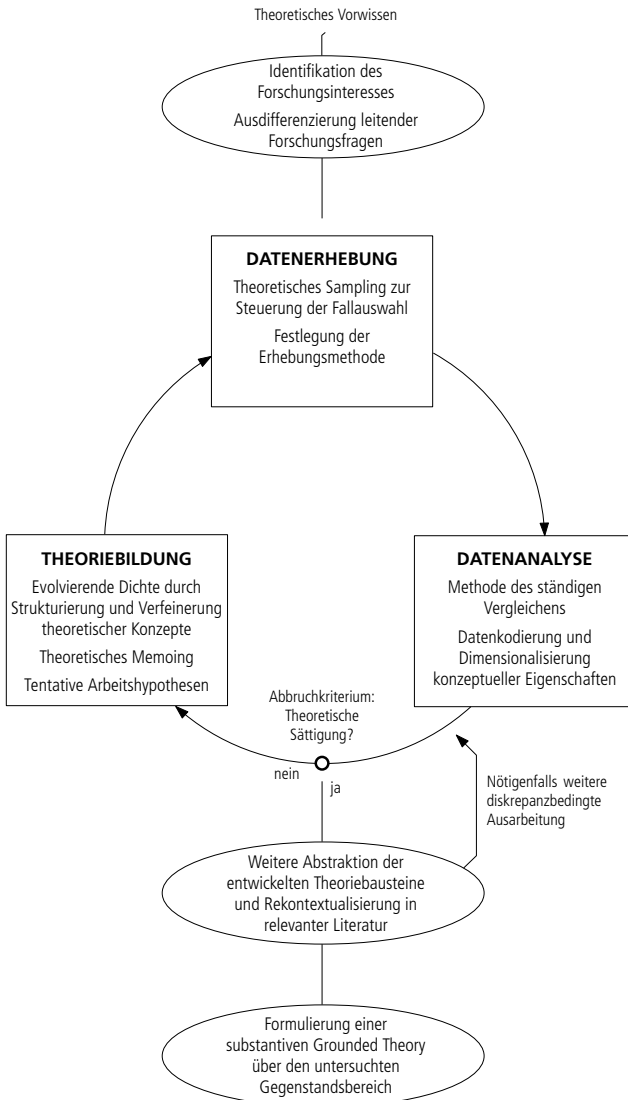 Theoretisches Vorwissen
Identifikation des
Forschungsinteresses
Ausdifferenzierung leitender
Forschungsfragen
DATENERHEBUNG
Theoretisches Sampling zur
Steuerung der Fallauswahl
Festlegung der
Erhebungsmethode
THEORIEBILDUNG
Evolvierende Dichte durch
Strukturierung und Verfeinerung
theoretischer Konzepte
Theoretisches Memoing
Tentative Arbeitshypothesen
DATENANALYSE
Methode des ständigen
Vergleichens
Datenkodierung und
Dimensionalisierung
konzeptueller Eigenschaften
Abbruchkriterium:
Theoretische
Sättigung?
nein
ja
Nötigenfalls weitere
diskrepanzbedingte
Ausarbeitung
Weitere Abstraktion der
entwickelten Theoriebausteine
und Rekontextualisierung in
relevanter Literatur
Formulierung einer
substantiven Grounded Theory
über den untersuchten
Gegenstandsbereich